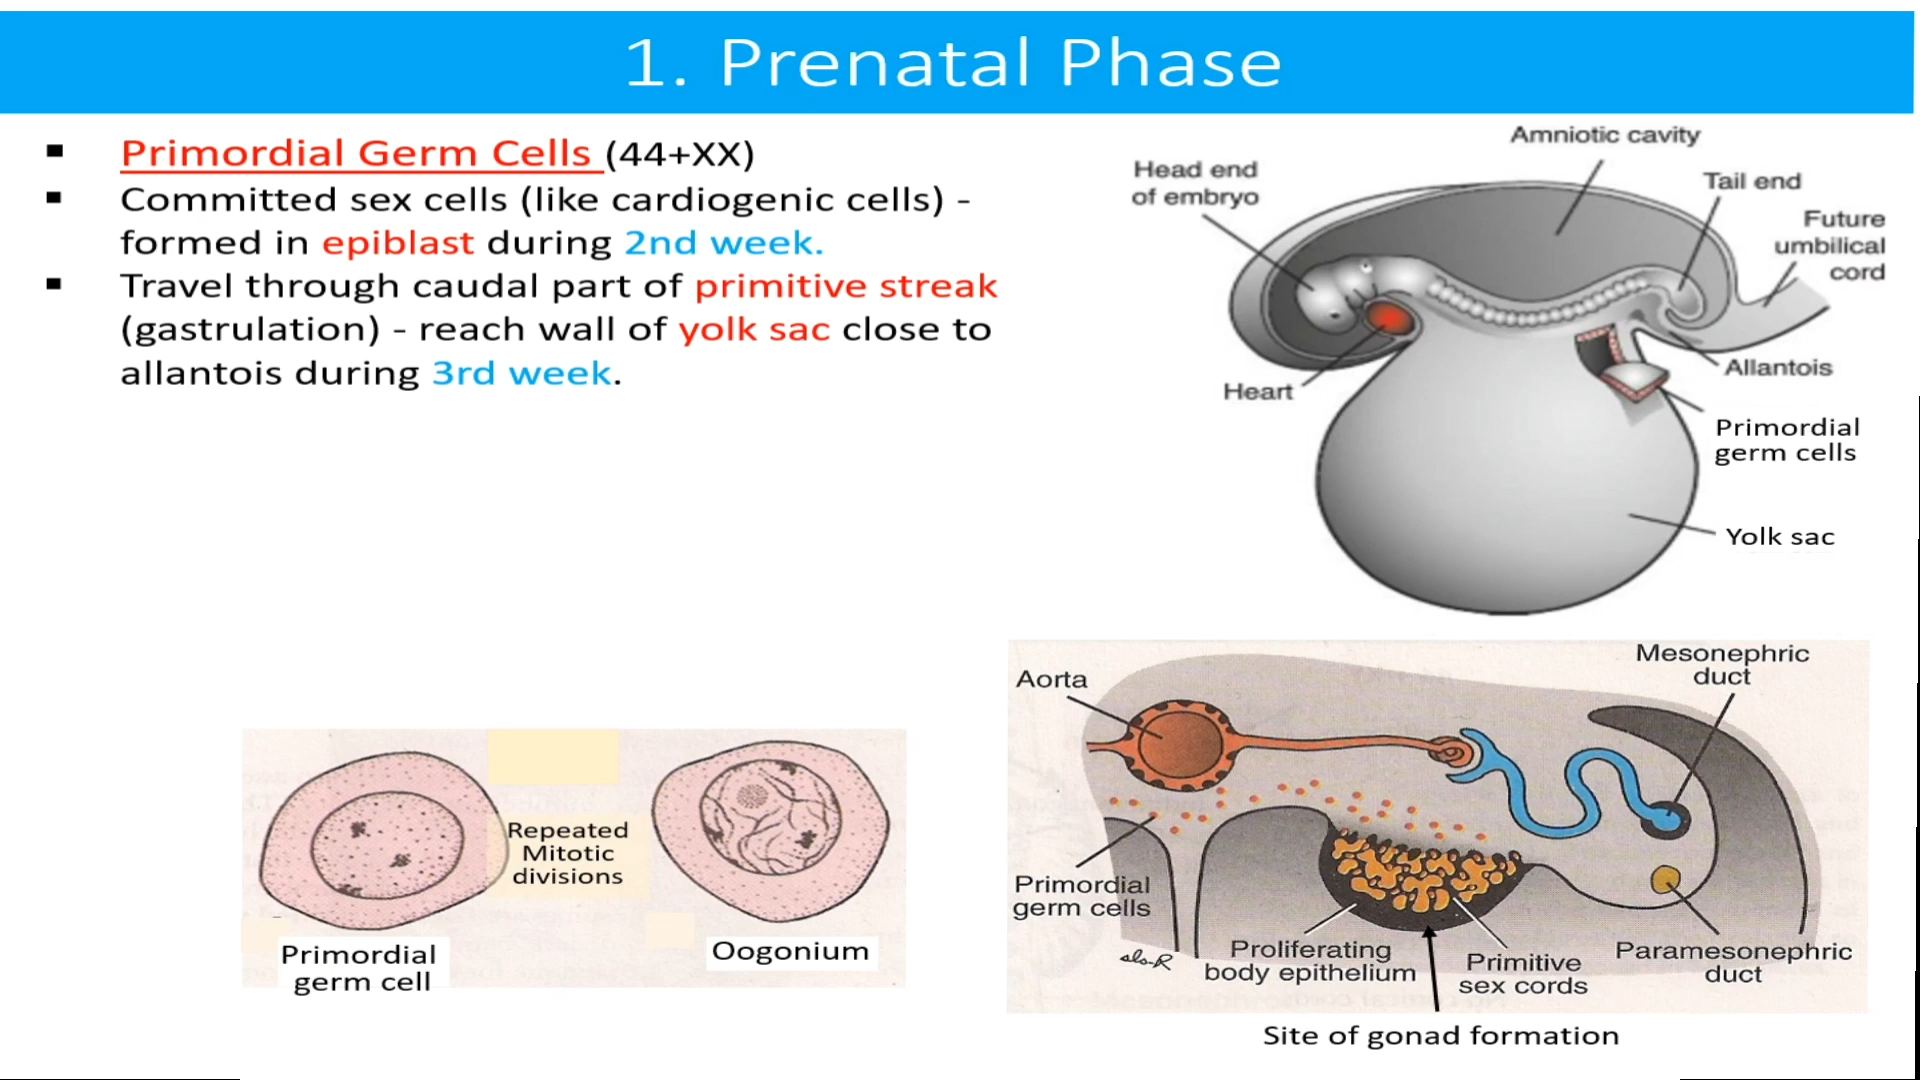 1. Prenatal Phase
Primordial Germ Cells (44+XX)
Committed sex cells (like cardiogenic cells) -
formed in epiblast during 2nd week.
Travel through caudal part of primitive streak
(gastrulation) - reach wall of yolk sac close to
allantois during 3rd week.
Amniotic cavity
Head end
of embryo
Tail end
Future
umbilical
cord
Heart
Allantois
Primordial
germ cells
Yolk sac
Repeated
Mitotic
divisions
Primordial
germ cell
Oogonium
Aorta
Mesonephric
duct
Primordial
germ cells
Proliferating
body epithelium
Primitive
sex cords
Paramesonephric
duct
Site of gonad formation